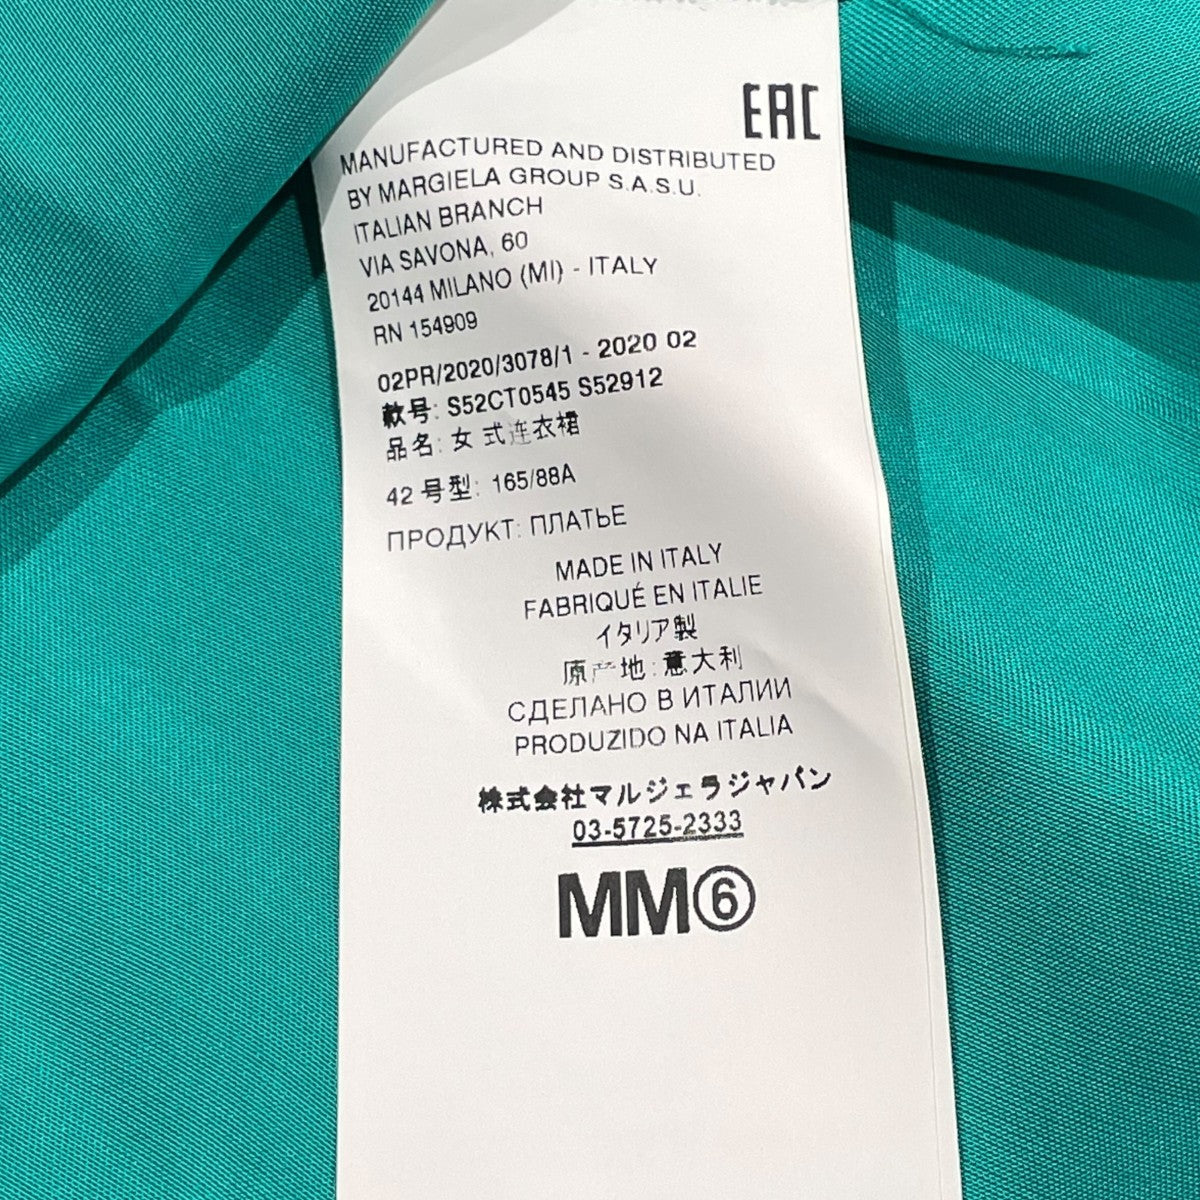 EAC
MANUFACTURED AND DISTRIBUTED
BY MARGIELA GROUP S.A.S.U.
ITALIAN BRANCH
VIA SAVONA, 60
20144 MILANO (MI) - ITALY
RN 154909
02PR/2020/3078/1 - 2020 02
款号: S52CT0545 S52912
品名: 女 式连衣裙
42 号型: 165/88A
ПРОДУКТ: ПЛАТЬЕ
MADE IN ITALY
FABRIQUÉ EN ITALIE
イタリア製
原产地: 意大利
СДЕЛАНО В ИТАЛИИ
PRODUZIDO NA ITALIA
株式会社マルジェラジャパン
03-5725-2333
MM⑥